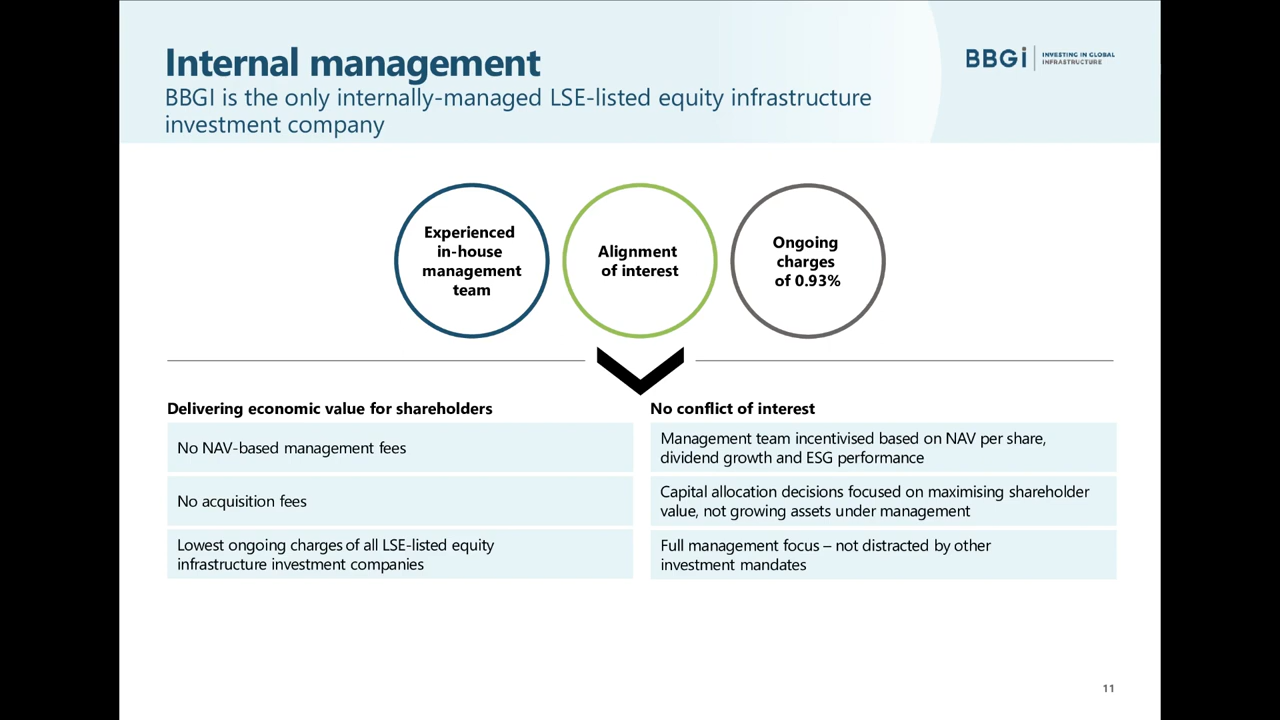 Internal management
BBGI is the only internally-managed LSE-listed equity infrastructure
investment company
BBGi
INVESTING IN GLOBAL
INFRASTRUCTURE
Experienced
in-house
management
team
Alignment
of interest
Ongoing
charges
of 0.93%
Delivering economic value for shareholders
No NAV-based management fees
No acquisition fees
Lowest ongoing charges of all LSE-listed equity
infrastructure investment companies
No conflict of interest
Management team incentivised based on NAV per share,
dividend growth and ESG performance
Capital allocation decisions focused on maximising shareholder
value, not growing assets under management
Full management focus – not distracted by other
investment mandates
11